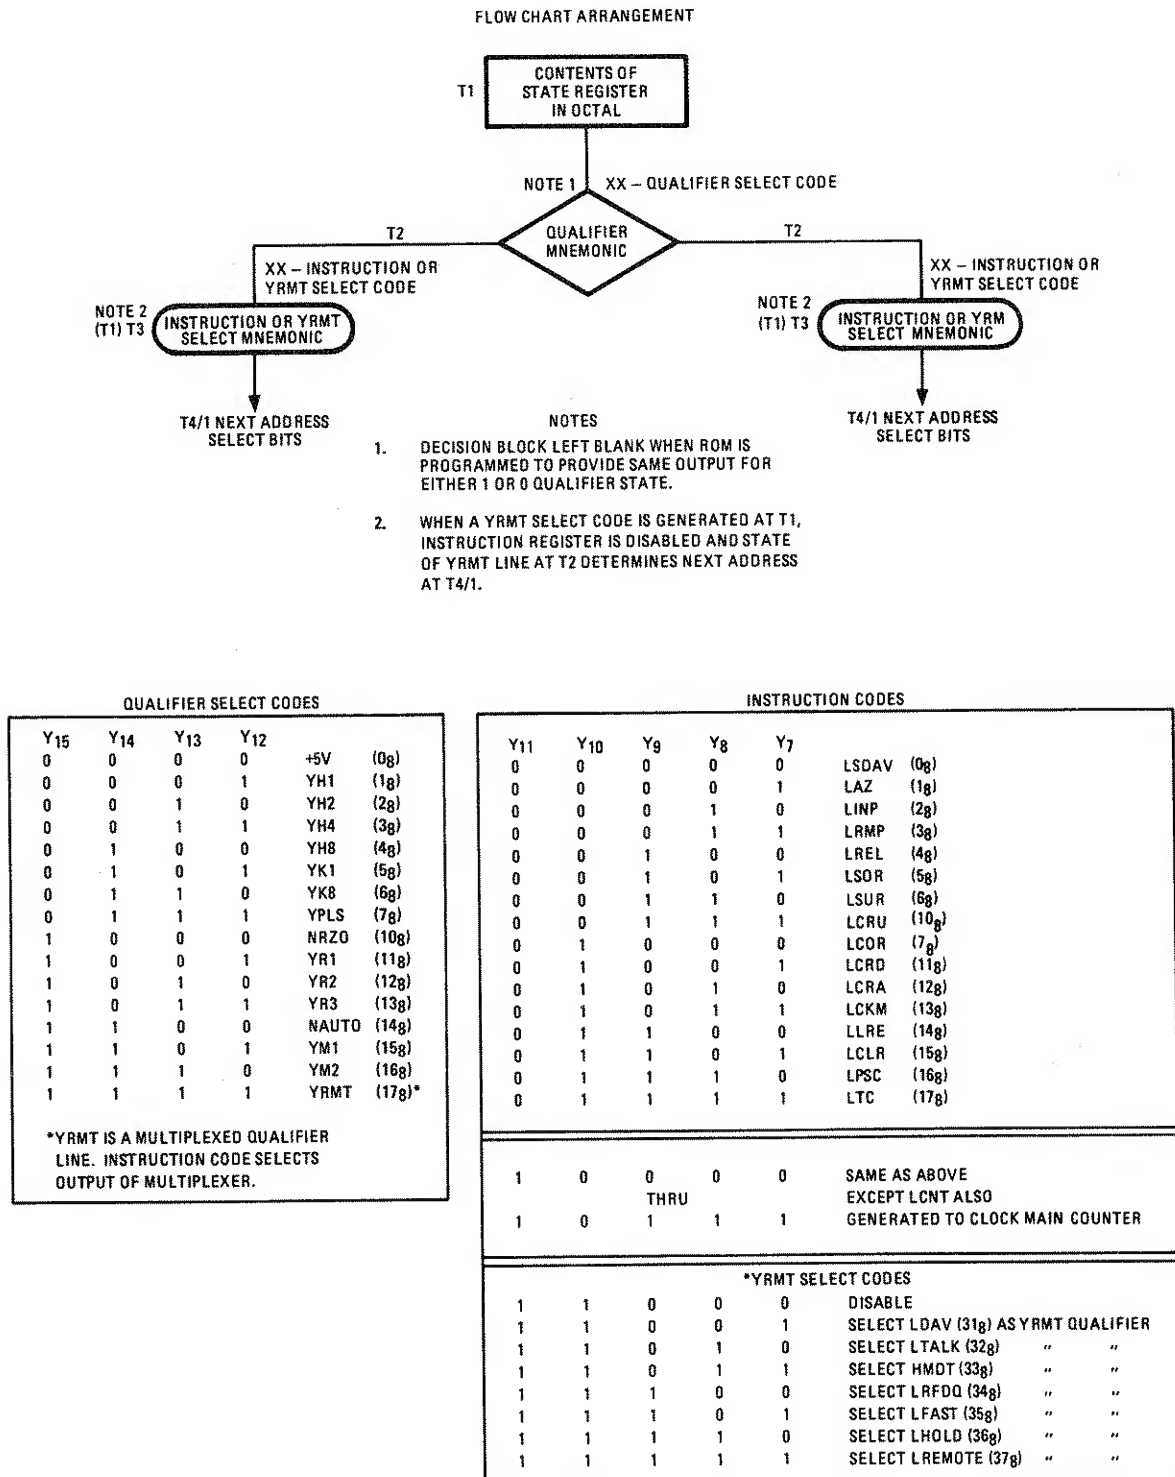 FLOW CHART ARRANGEMENT
T1
CONTENTS OF
STATE REGISTER
IN OCTAL
NOTE 1
XX – QUALIFIER SELECT CODE
QUALIFIER
MNEMONIC
T2
T2
XX – INSTRUCTION OR
YRMT SELECT CODE
NOTE 2
(T1) T3
INSTRUCTION OR YRMT
SELECT MNEMONIC
T4/1 NEXT ADDRESS
SELECT BITS
XX – INSTRUCTION OR
YRMT SELECT CODE
NOTE 2
(T1) T3
INSTRUCTION OR YRM
SELECT MNEMONIC
T4/1 NEXT ADDRESS
SELECT BITS
NOTES
1. DECISION BLOCK LEFT BLANK WHEN ROM IS
PROGRAMMED TO PROVIDE SAME OUTPUT FOR
EITHER 1 OR 0 QUALIFIER STATE.
2. WHEN A YRMT SELECT CODE IS GENERATED AT T1,
INSTRUCTION REGISTER IS DISABLED AND STATE
OF YRMT LINE AT T2 DETERMINES NEXT ADDRESS
AT T4/1.
QUALIFIER SELECT CODES
Y15 Y14 Y13 Y12
0 0 0 0 +5V (08)
0 0 0 1 YH1 (18)
0 0 1 0 YH2 (28)
0 0 1 1 YH4 (38)
0 1 0 0 YH8 (48)
0 1 0 1 YK1 (58)
0 1 1 0 YK8 (68)
0 1 1 1 YPLS (78)
1 0 0 0 NRZO (108)
1 0 0 1 YR1 (118)
1 0 1 0 YR2 (128)
1 0 1 1 YR3 (138)
1 1 0 0 NAUTO (148)
1 1 0 1 YM1 (158)
1 1 1 0 YM2 (168)
1 1 1 1 YRMT (178)*
*YRMT IS A MULTIPLEXED QUALIFIER
LINE. INSTRUCTION CODE SELECTS
OUTPUT OF MULTIPLEXER.
INSTRUCTION CODES
Y11 Y10 Y9 Y8 Y7
0 0 0 0 0 LSDAV (08)
0 0 0 0 1 LAZ (18)
0 0 0 1 0 LINP (28)
0 0 0 1 1 LRMP (38)
0 0 1 0 0 LREL (48)
0 0 1 0 1 LSOR (58)
0 0 1 1 0 LSUR (68)
0 0 1 1 1 LCRU (108)
0 1 0 0 0 LCOR (78)
0 1 0 0 1 LCRD (118)
0 1 0 1 0 LCRA (128)
0 1 0 1 1 LCKM (138)
0 1 1 0 0 LLRE (148)
0 1 1 0 1 LCLR (158)
0 1 1 1 0 LPSC (168)
0 1 1 1 1 LTC (178)
1 0 0 0 0 SAME AS ABOVE
THRU EXCEPT LCNT ALSO
1 0 1 1 1 GENERATED TO CLOCK MAIN COUNTER
*YRMT SELECT CODES
1 1 0 0 0 DISABLE
1 1 0 0 1 SELECT LDAV (318) AS YRMT QUALIFIER
1 1 0 1 0 SELECT LTALK (328) " "
1 1 0 1 1 SELECT HMDT (338) " "
1 1 1 0 0 SELECT LRFDQ (348) " "
1 1 1 0 1 SELECT LFAST (358) " "
1 1 1 1 0 SELECT LHOLD (368) " "
1 1 1 1 1 SELECT LREMOTE (378) " "